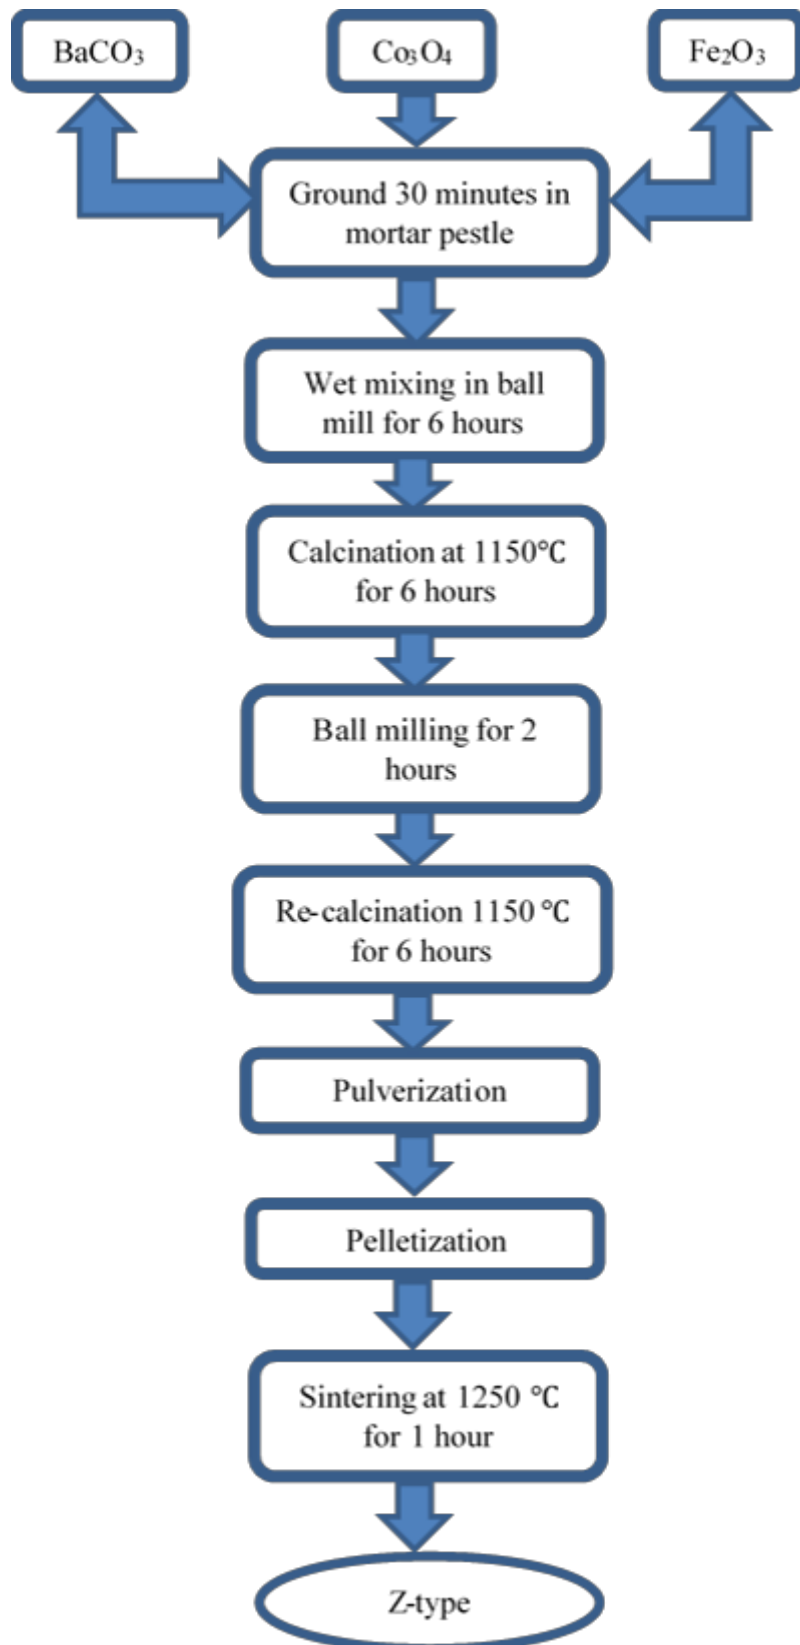 BaCO₃
Co₃O₄
Fe₂O₃
Ground 30 minutes in
mortar pestle
Wet mixing in ball
mill for 6 hours
Calcination at 1150℃
for 6 hours
Ball milling for 2
hours
Re-calcination 1150 ℃
for 6 hours
Pulverization
Pelletization
Sintering at 1250 ℃
for 1 hour
Z-type